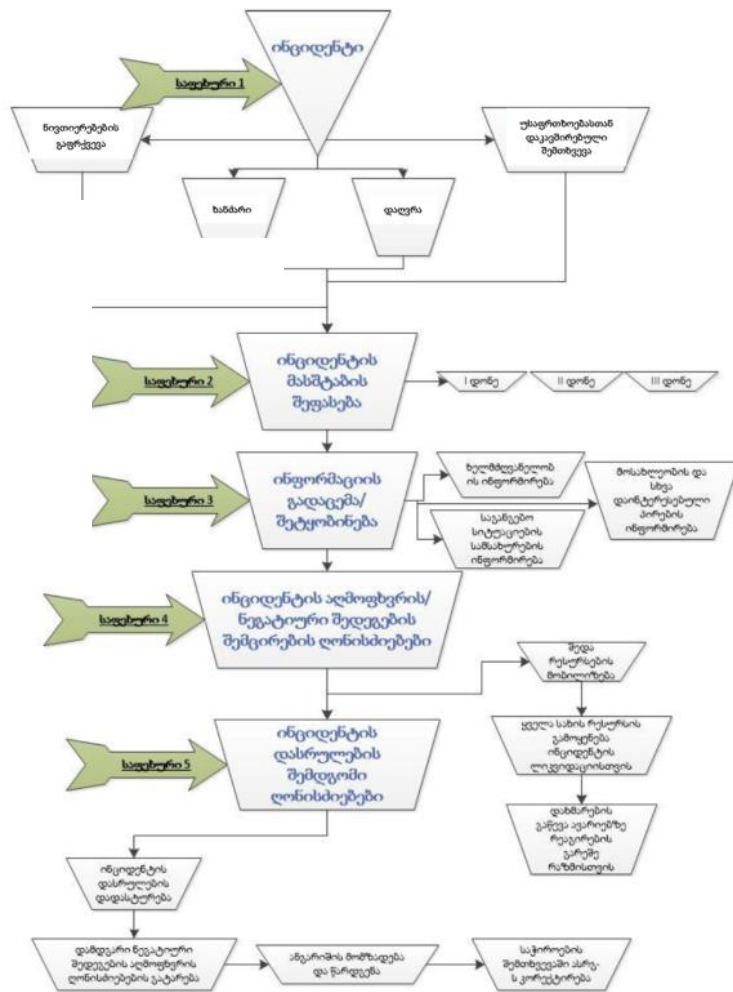 ინციდენტი
საფეხური 1
ნივთიერებების
გაფრქვევა
უსაფრთხოებასთან
დაკავშირებული
შემთხვევა
ხანძარი
დაღვრა
საფეხური 2
ინციდენტის
მასშტაბის
შეფასება
I დონე
II დონე
III დონე
საფეხური 3
ინფორმაციის
გადაცემა/
შეტყობინება
ხელმძღვანელობ
ის ინფორმირება
საგანგებო
სიტუაციების
სამსახურების
ინფორმირება
მოსახლეობის და
სხვა
დაინტერესებული
პირების
ინფორმირება
საფეხური 4
ინციდენტის აღმოფხვრის/
ნეგატიური შედეგების
შემცირების ღონისძიებები
შედა
რესურსების
მობილიზება
ყველა სახის რესურსის
გამოყენება
ინციდენტის
ლიკვიდაციისთვის
დახმარების
გაწევა ავარიებზე
რეაგირების
გარეშე
რაზმისთვის
საფეხური 5
ინციდენტის
დასრულების
შემდგომი
ღონისძიებები
ინციდენტის
დასრულების
დადასტურება
დამდგარი ნეგატიური
შედეგების აღმოფხვრის
ღონისძიებების გატარება
ანგარიშის მომზადება
და წარდგენა
საჭიროების
შემთხვევაში ასრგ-
ს კორექტირება